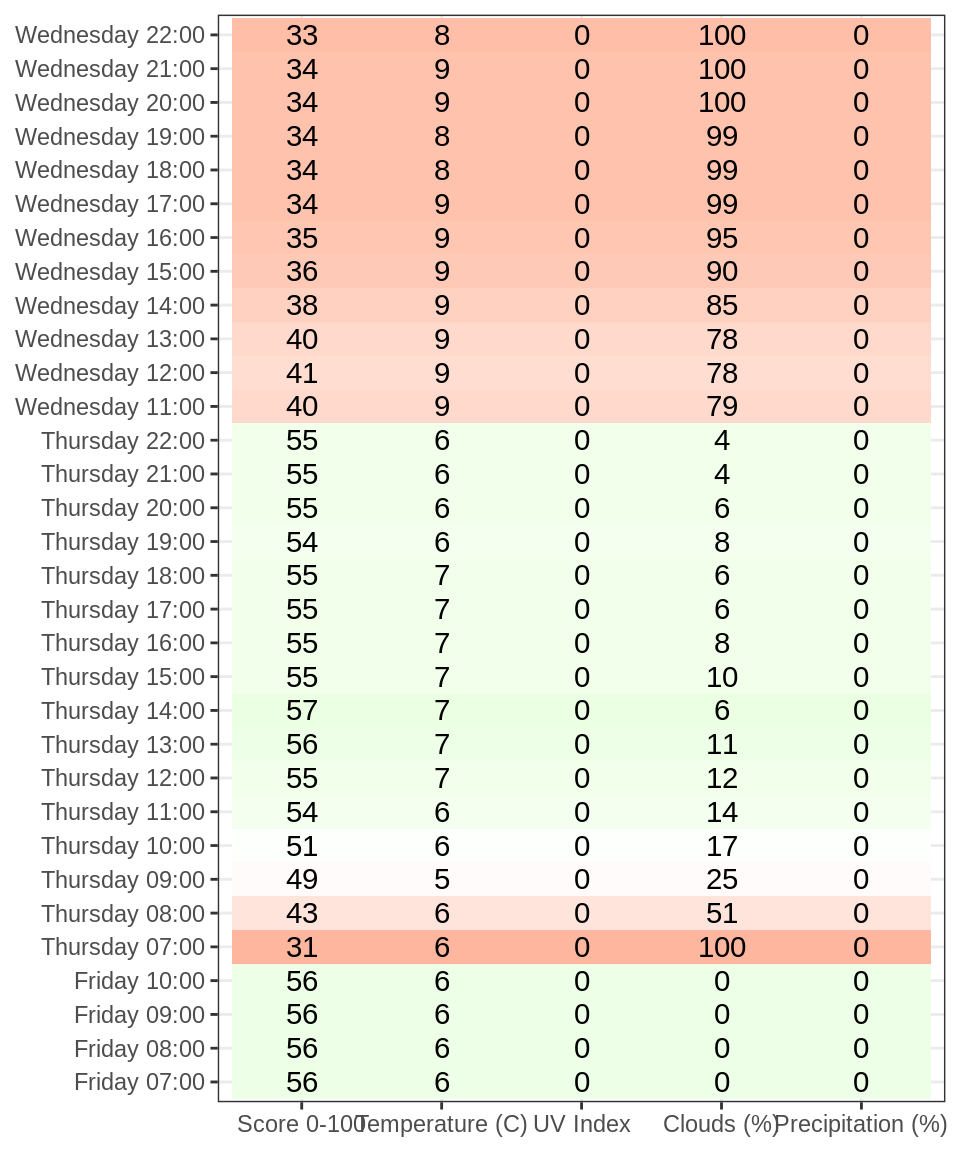 Wednesday 22:00 33 8 0 100 0
Wednesday 21:00 34 9 0 100 0
Wednesday 20:00 34 9 0 100 0
Wednesday 19:00 34 8 0 99 0
Wednesday 18:00 34 8 0 99 0
Wednesday 17:00 34 9 0 99 0
Wednesday 16:00 35 9 0 95 0
Wednesday 15:00 36 9 0 90 0
Wednesday 14:00 38 9 0 85 0
Wednesday 13:00 40 9 0 78 0
Wednesday 12:00 41 9 0 78 0
Wednesday 11:00 40 9 0 79 0
Thursday 22:00 55 6 0 4 0
Thursday 21:00 55 6 0 4 0
Thursday 20:00 55 6 0 6 0
Thursday 19:00 54 6 0 8 0
Thursday 18:00 55 7 0 6 0
Thursday 17:00 55 7 0 6 0
Thursday 16:00 55 7 0 8 0
Thursday 15:00 55 7 0 10 0
Thursday 14:00 57 7 0 6 0
Thursday 13:00 56 7 0 11 0
Thursday 12:00 55 7 0 12 0
Thursday 11:00 54 6 0 14 0
Thursday 10:00 51 6 0 17 0
Thursday 09:00 49 5 0 25 0
Thursday 08:00 43 6 0 51 0
Thursday 07:00 31 6 0 100 0
Friday 10:00 56 6 0 0 0
Friday 09:00 56 6 0 0 0
Friday 08:00 56 6 0 0 0
Friday 07:00 56 6 0 0 0
Score 0-100 Temperature (C) UV Index Clouds (%) Precipitation (%)